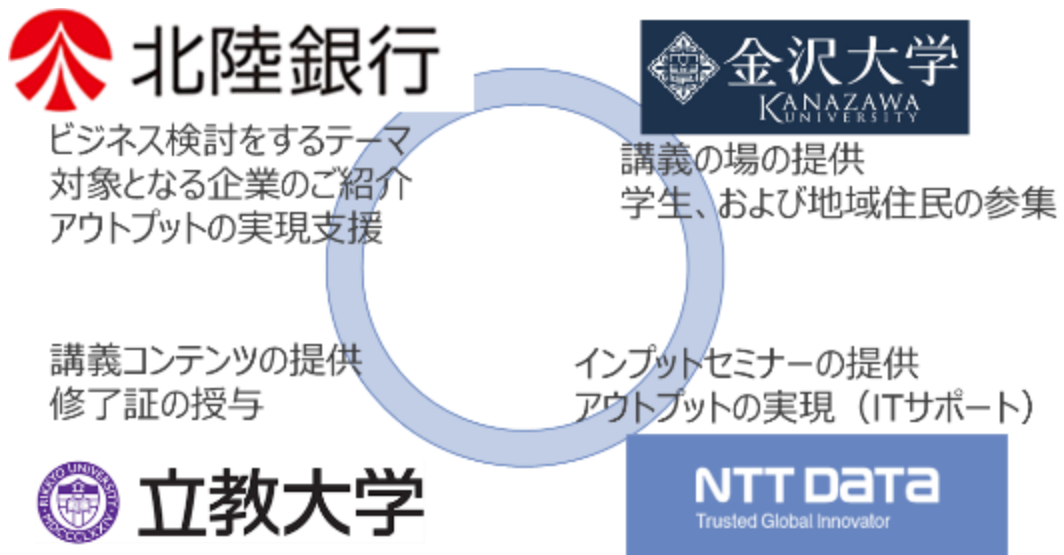 北陸銀行
ビジネス検討をするテーマ
対象となる企業のご紹介
アウトプットの実現支援
金沢大学
KANAZAWA
UNIVERSITY
講義の場の提供
学生、および地域住民の参集
講義コンテンツの提供
修了証の授与
RIKKYO UNIVERSITY
MDCCCLXXIV
立教大学
インプットセミナーの提供
アウトプットの実現（ITサポート）
NTT DATA
Trusted Global Innovator